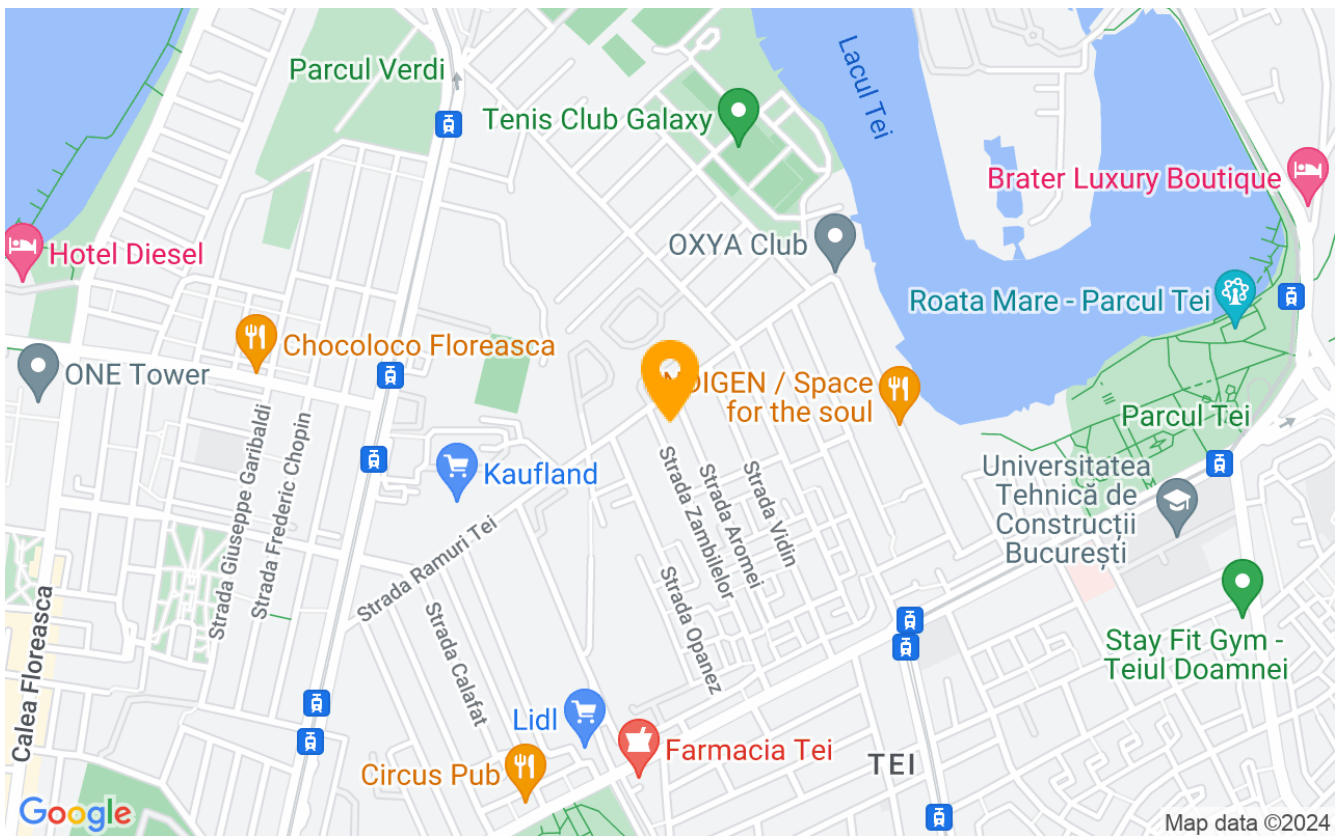 Parcul Verdi
Lacul Tei
Tenis Club Galaxy
Brater Luxury Boutique
OXYA Club
Hotel Diesel
Roata Mare - Parcul Tei
Chocoloco Floreasca
ONE Tower
DIGEN / Space
for the soul
Parcul Tei
Strada Giuseppe Garibaldi
Strada Frederic Chopin
Kaufland
Strada Zambilelor
Strada Aromei
Strada Vidin
Universitatea
Tehnică de
Construcții
București
Strada Ramuri Tei
Strada Opanez
Strada Calafat
Calea Floreasca
Stay Fit Gym -
Teiul Doamnei
Lidl
Farmacia Tei
TEI
Circus Pub
Google
Map data ©2024